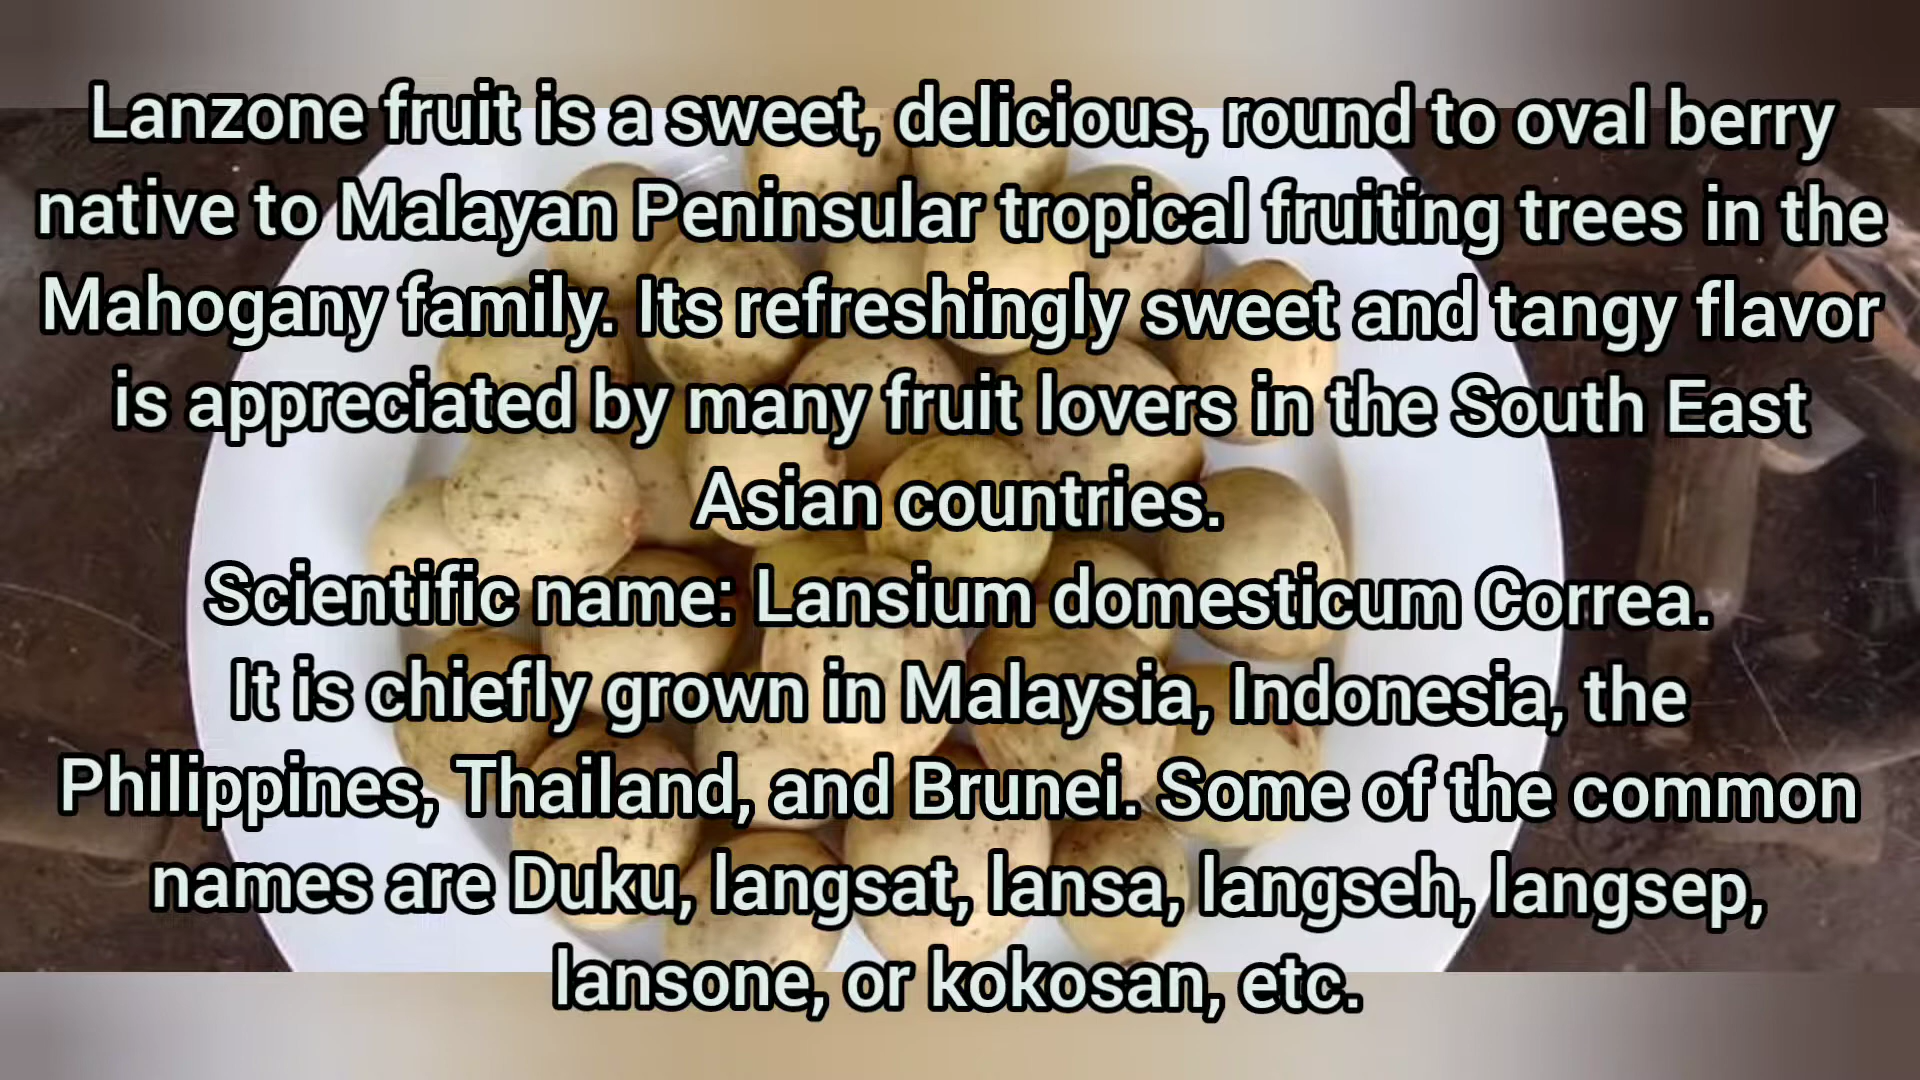 Lanzone fruit is a sweet, delicious, round to oval berry
native to Malayan Peninsular tropical fruiting trees in the
Mahogany family. Its refreshingly sweet and tangy flavor
is appreciated by many fruit lovers in the South East
Asian countries.
Scientific name: Lansium domesticum Correa.
It is chiefly grown in Malaysia, Indonesia, the
Philippines, Thailand, and Brunei. Some of the common
names are Duku, langsat, lansa, langseh, langsep,
lansone, or kokosan, etc.